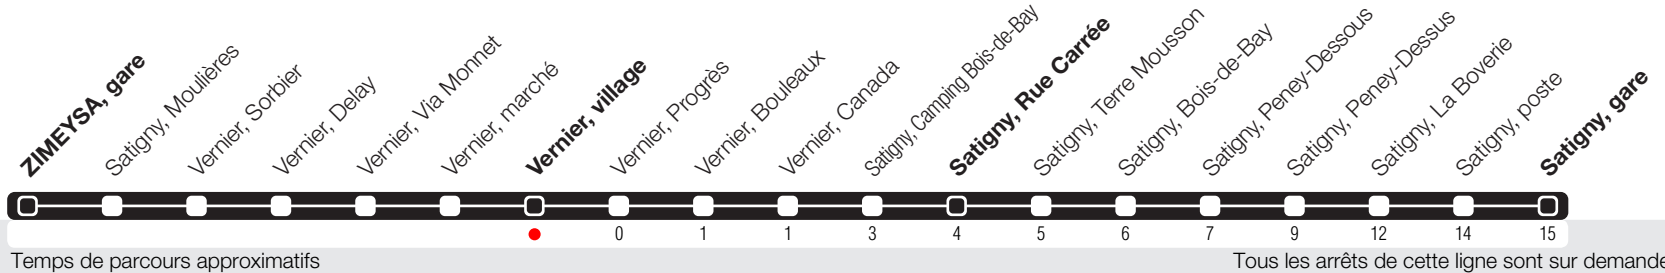 ZIMEYSA, gare
Satigny, Moulières
Vernier, Sorbier
Vernier, Delay
Vernier, Via Monnet
Vernier, marché
Vernier, village
Vernier, Progrès
Vernier, Bouleaux
Vernier, Canada
Satigny, Camping Bois-de-Bay
Satigny, Rue Carrée
Satigny, Terre Mousson
Satigny, Bois-de-Bay
Satigny, Peney-Dessous
Satigny, Peney-Dessus
Satigny, La Boverie
Satigny, poste
Satigny, gare
0 1 1 3 4 5 6 7 9 12 14 15
Temps de parcours approximatifs
Tous les arrêts de cette ligne sont sur demande